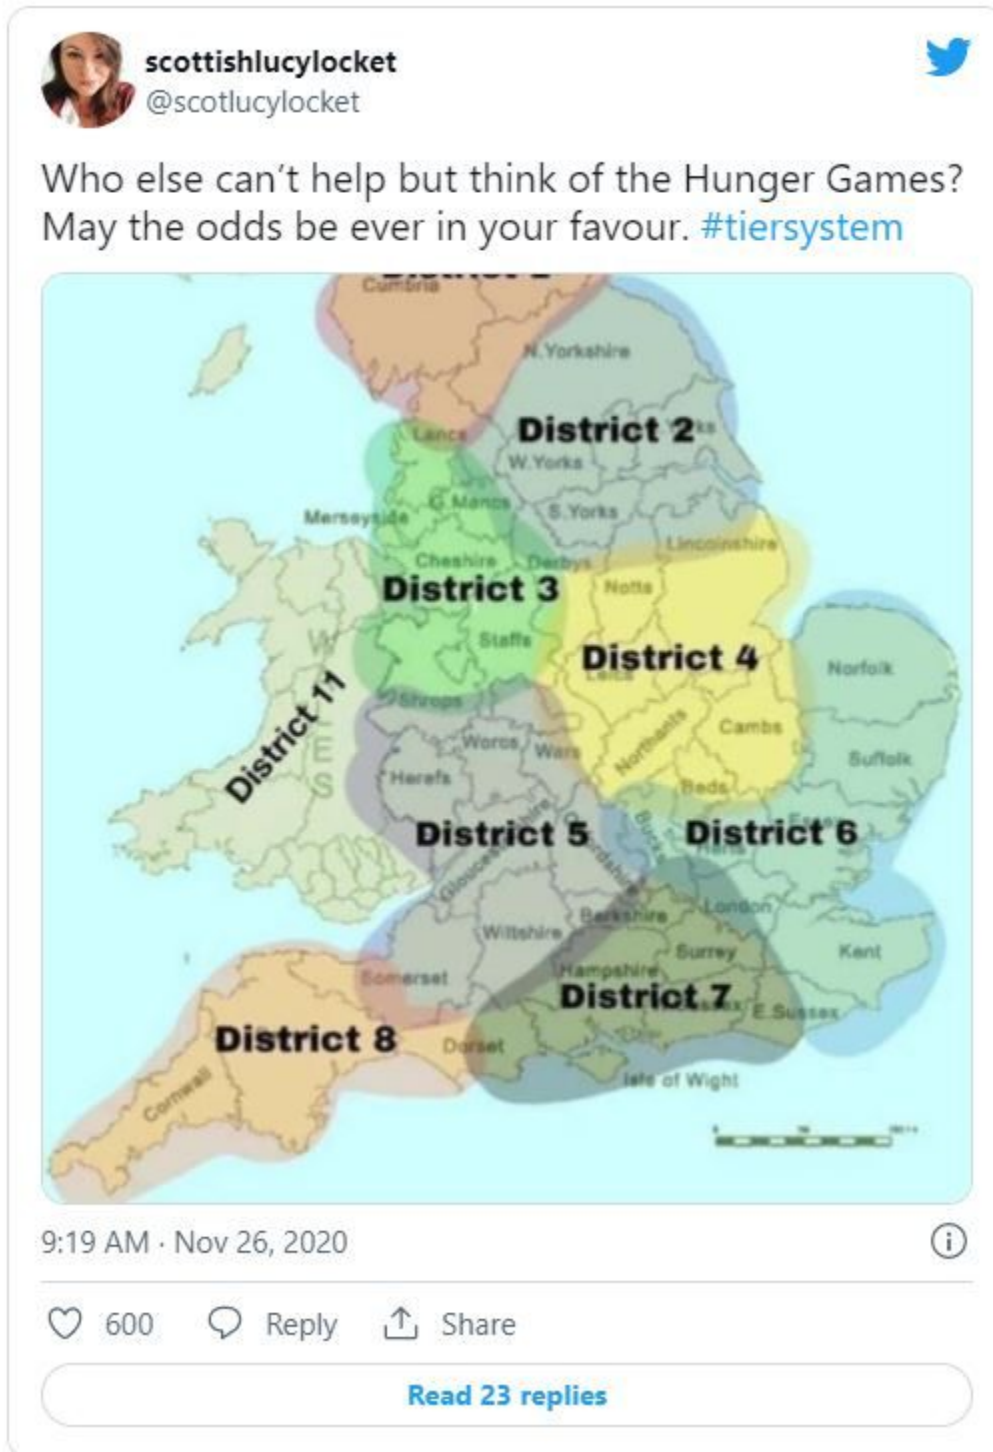 scottishlucylocket
@scotlucylocket
Who else can't help but think of the Hunger Games?
May the odds be ever in your favour. #tiersystem
Cumbria
N.Yorkshire
District 2
Lancs
W.Yorks
G.Mancs
S.Yorks
Merseyside
Lincolnshire
Cheshire
Derbys
District 3
Notts
Staffs
District 4
Norfolk
District 11
Shrops
Northants
Cambs
Worcs
Wars
Suffolk
Herefs
Beds
District 5
Bucks
District 6
Gloucestershire
London
Berkshire
Wiltshire
Surrey
Kent
Somerset
Hampshire
District 7
E.Sussex
District 8
Dorset
Cornwall
Isle of Wight
9:19 AM · Nov 26, 2020
600 Reply Share
Read 23 replies